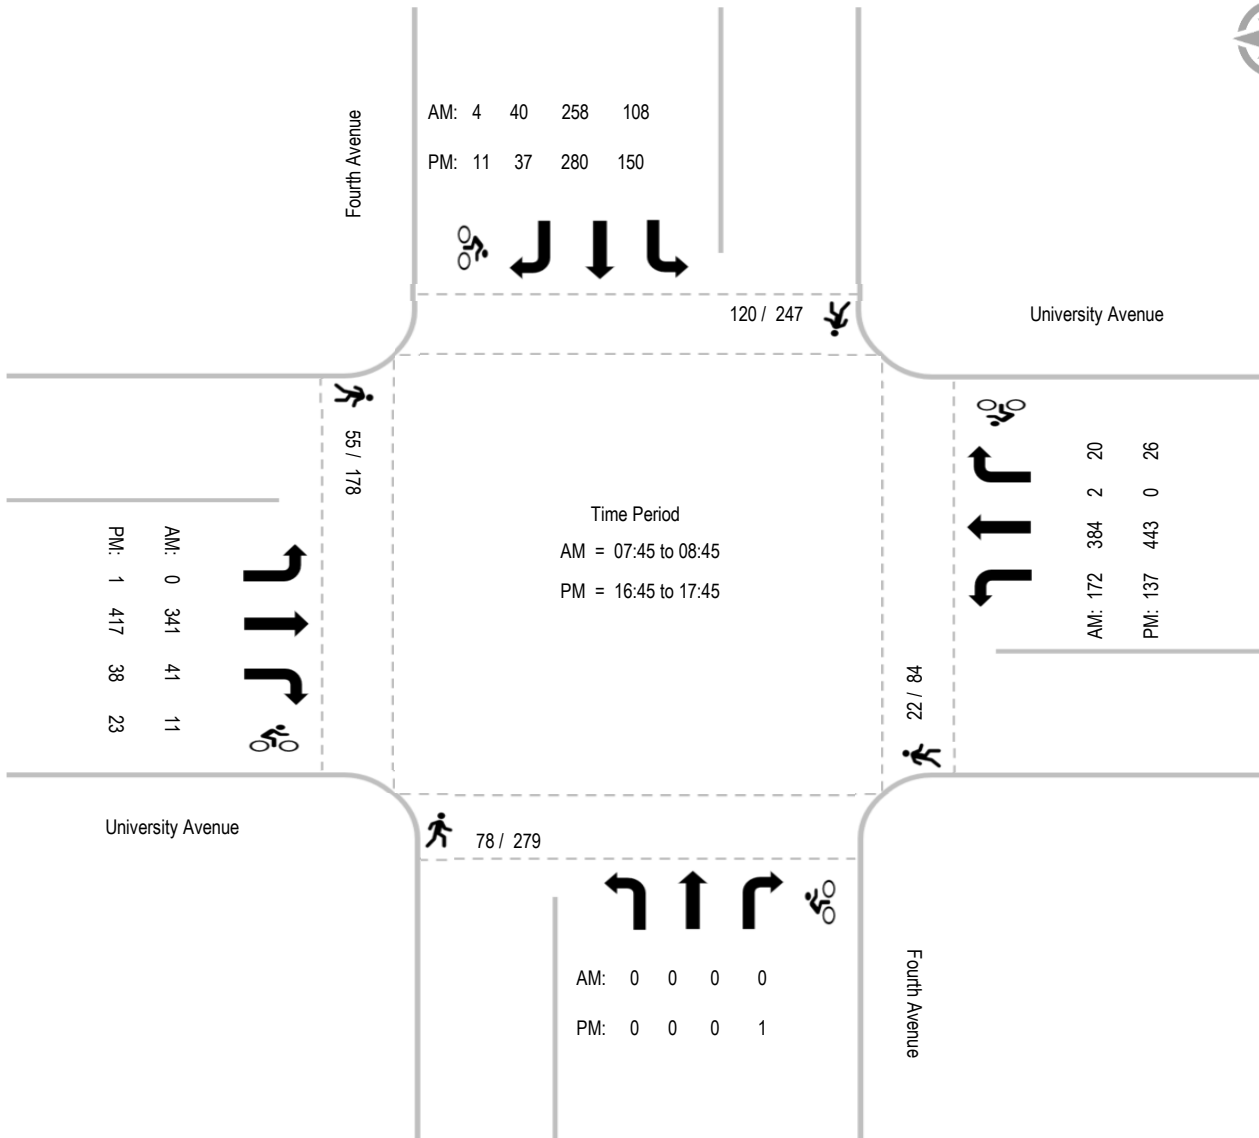 Fourth Avenue
AM: 4 40 258 108
PM: 11 37 280 150
120 / 247
University Avenue
55 / 178
20 26
2 0
384 443
AM: 172 PM: 137
Time Period
AM = 07:45 to 08:45
PM = 16:45 to 17:45
AM: 0 341 41 11
PM: 1 417 38 23
22 / 84
University Avenue
78 / 279
AM: 0 0 0 0
PM: 0 0 0 1
Fourth Avenue